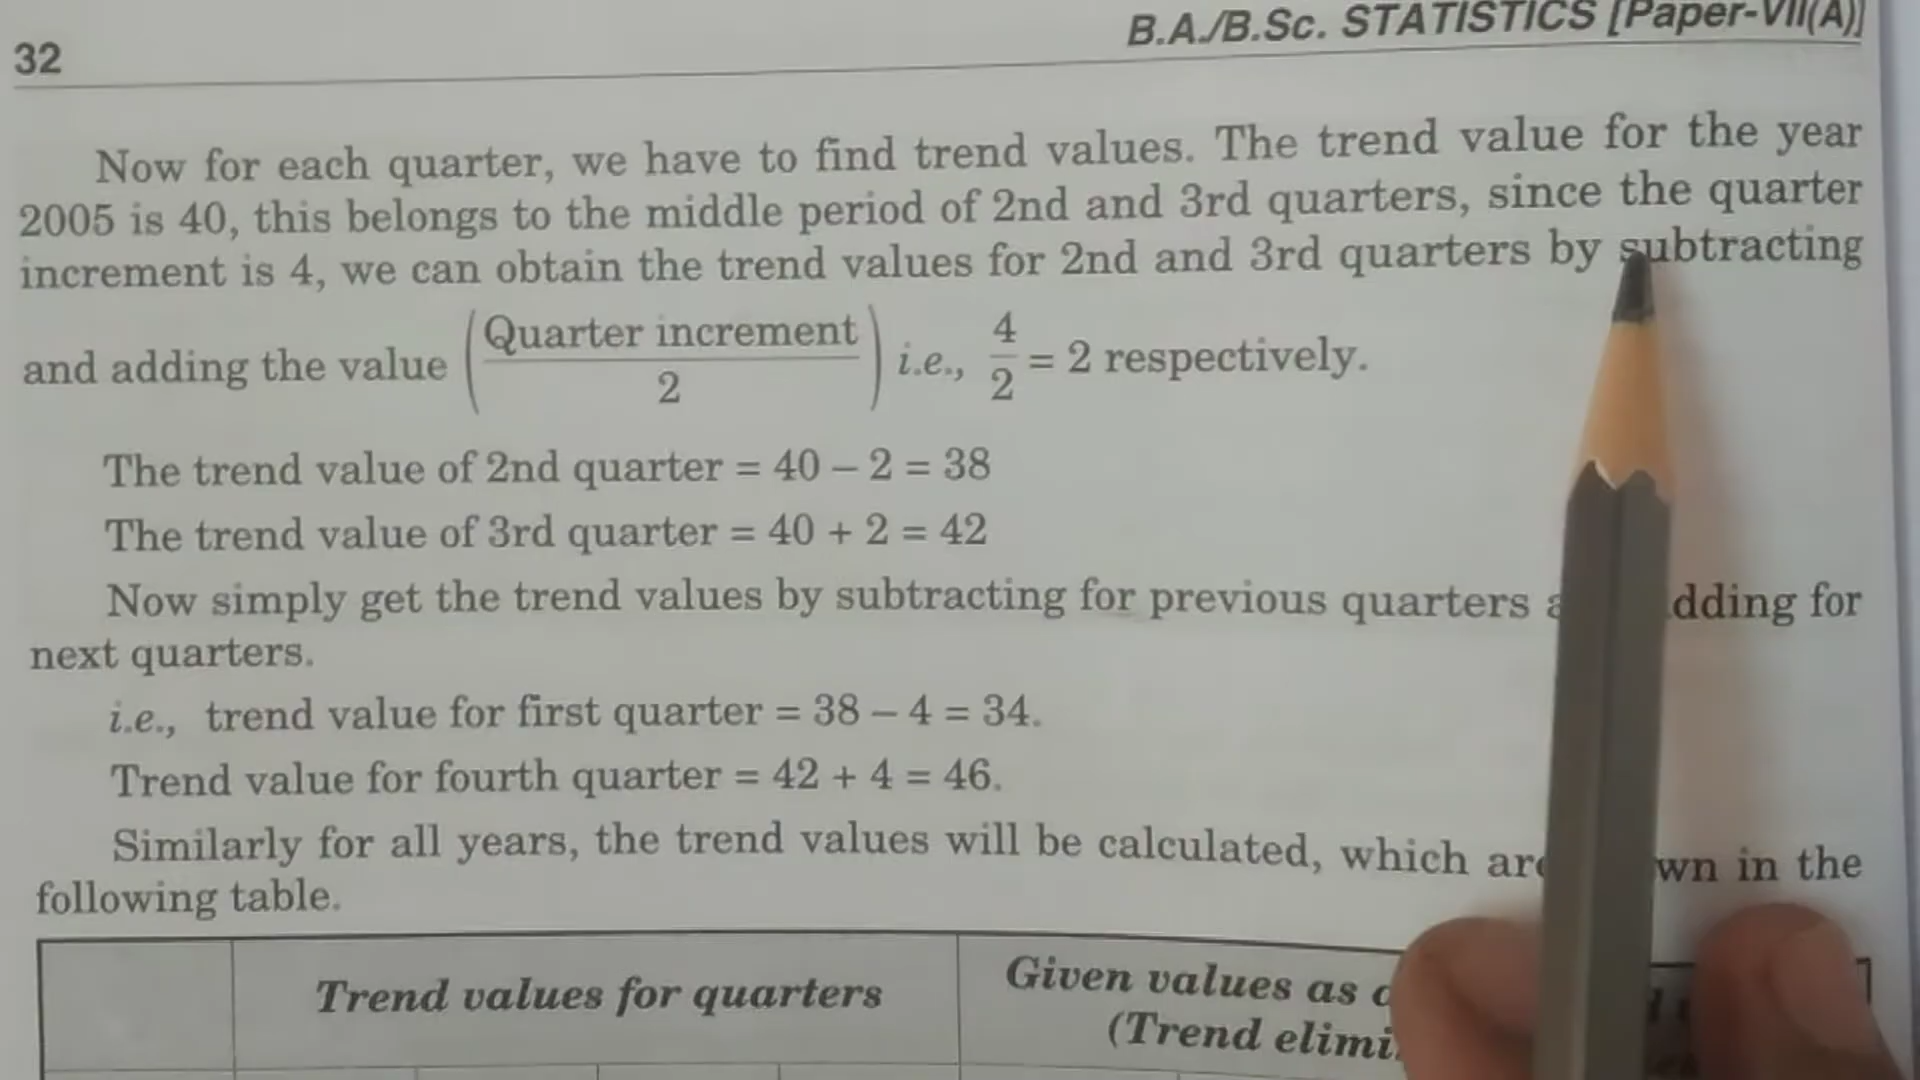 B.A./B.Sc. STATISTICS [Paper-VII(A)]
32
Now for each quarter, we have to find trend values. The trend value for the year
2005 is 40, this belongs to the middle period of 2nd and 3rd quarters, since the quarter
increment is 4, we can obtain the trend values for 2nd and 3rd quarters by subtracting
and adding the value (Quarter increment / 2) i.e., 4/2 = 2 respectively.
The trend value of 2nd quarter = 40 – 2 = 38
The trend value of 3rd quarter = 40 + 2 = 42
Now simply get the trend values by subtracting for previous quarters dding for
next quarters.
i.e., trend value for first quarter = 38 – 4 = 34.
Trend value for fourth quarter = 42 + 4 = 46.
Similarly for all years, the trend values will be calculated, which are wn in the
following table.
Trend values for quarters
Given values as
(Trend elimi